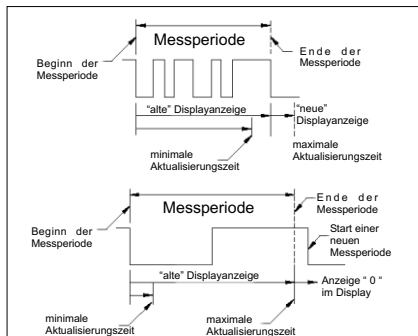 Messperiode
Beginn der
Messperiode
Ende der
Messperiode
“alte” Displayanzeige
“neue”
Displayanzeige
minimale
Aktualisierungszeit
maximale
Aktualisierungszeit
Messperiode
Beginn der
Messperiode
Ende der
Messperiode
Start einer
neuen
Messperiode
“alte” Displayanzeige
Anzeige “ 0 “
im Display
minimale
Aktualisierungszeit
maximale
Aktualisierungszeit